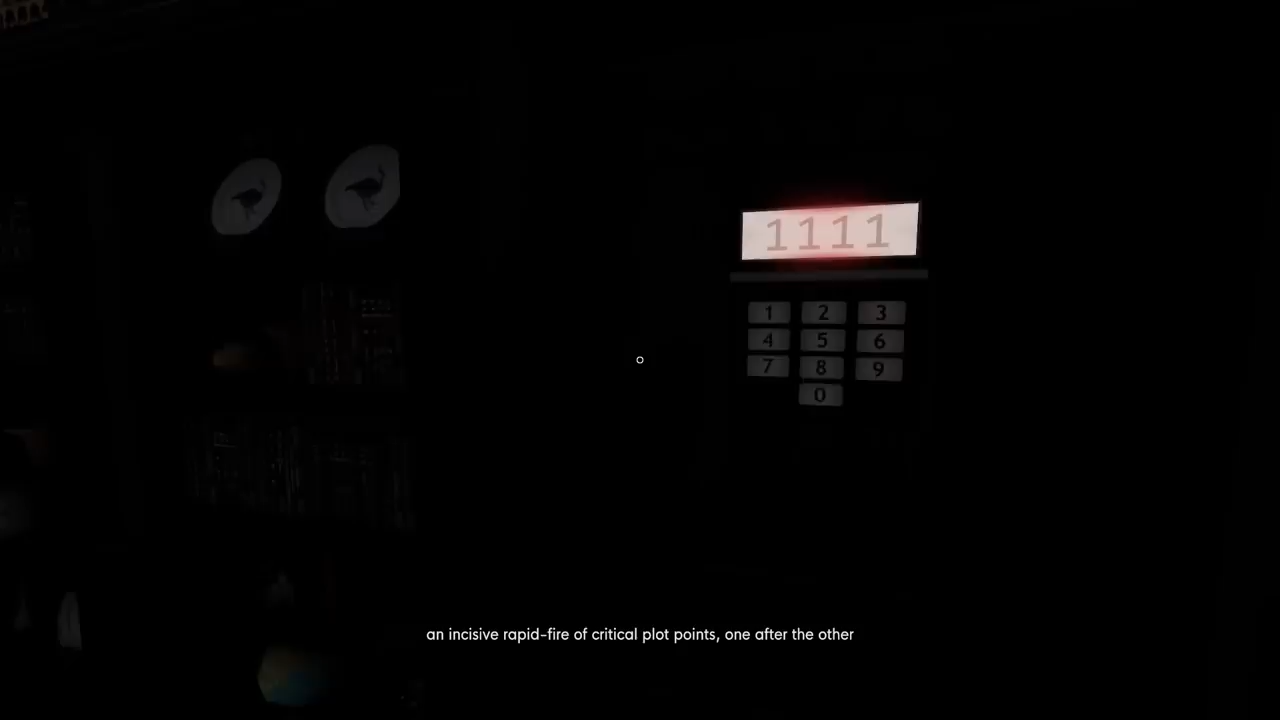 1111
1 2 3
4 5 6
7 8 9
0
an incisive rapid-fire of critical plot points, one after the other